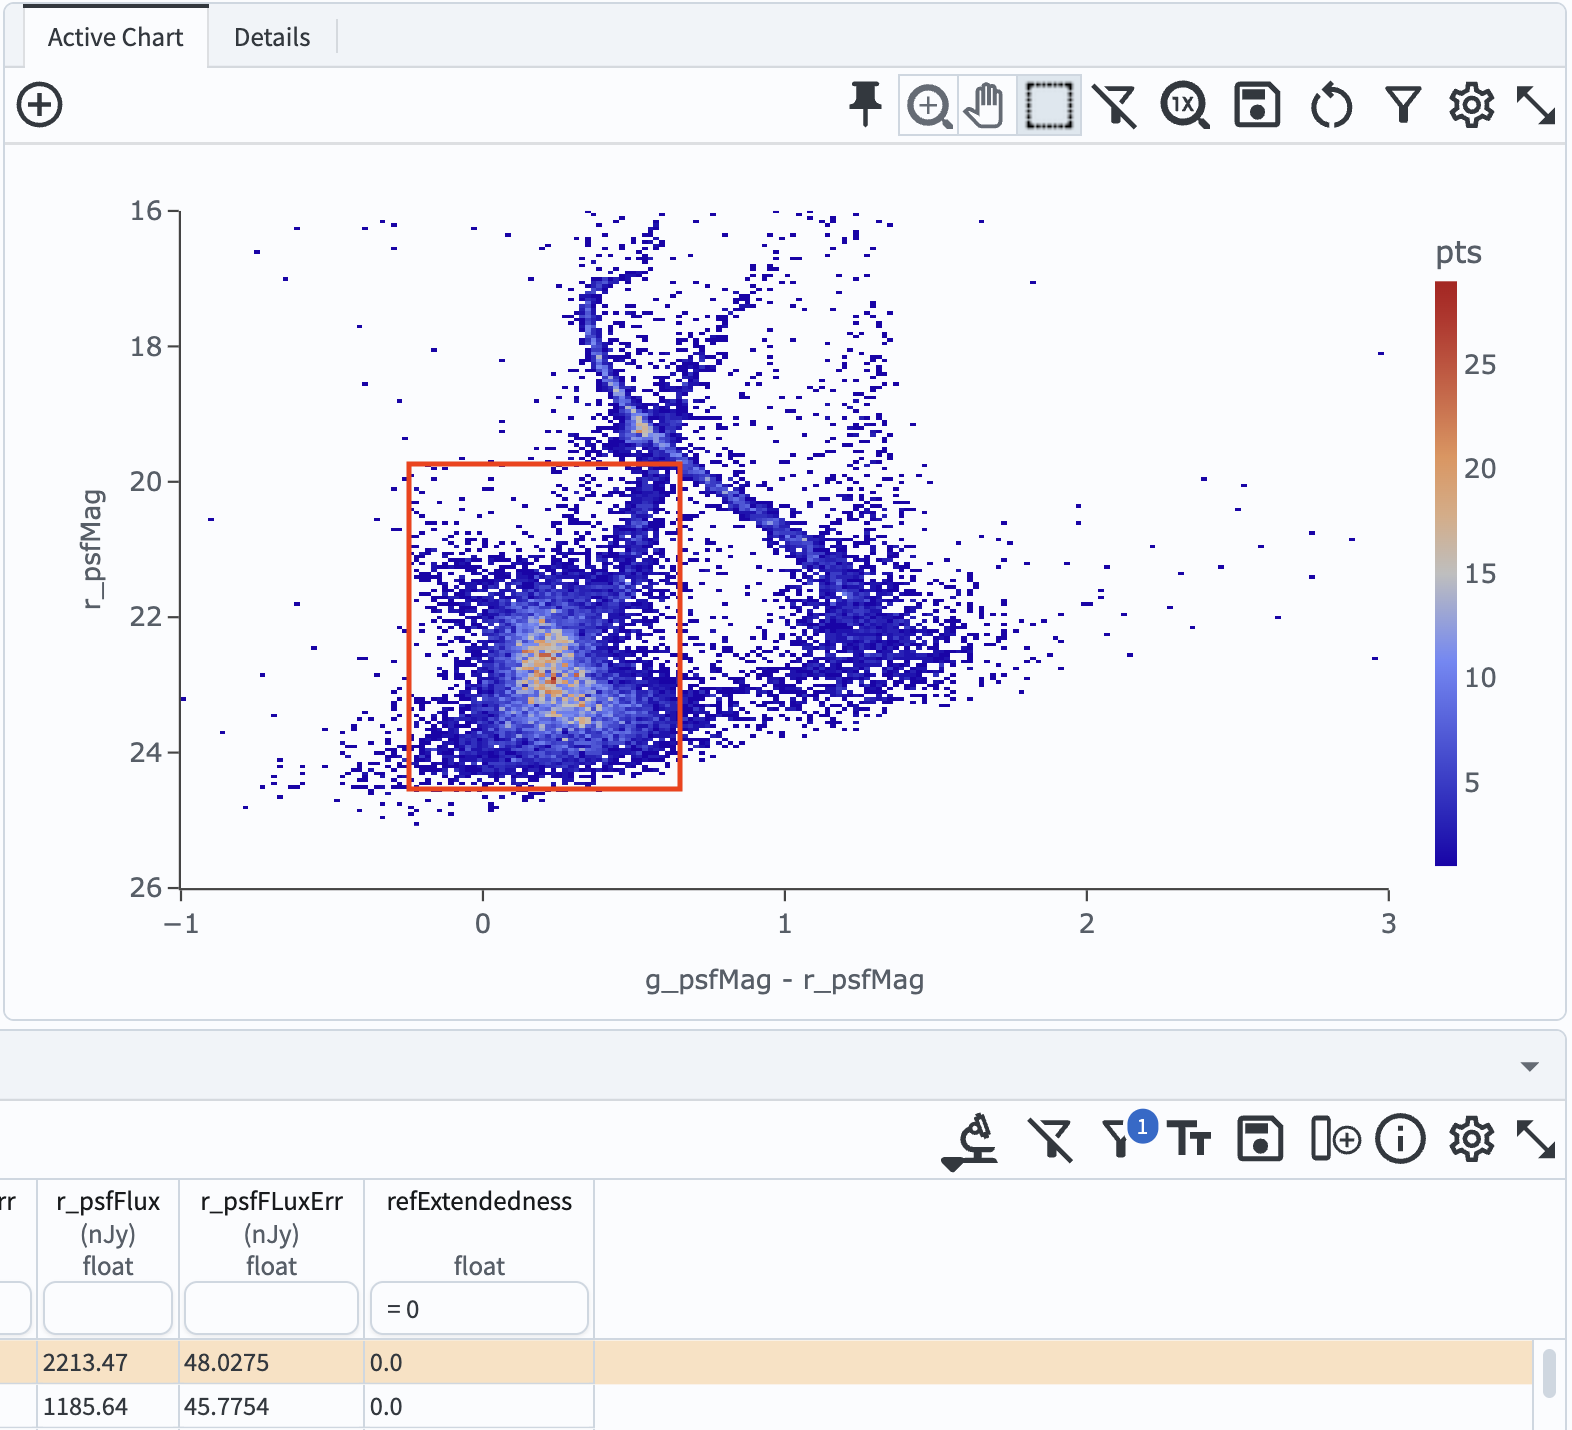 Active Chart Details
1X
pts
16
18
20
22
24
26
r_psfMag
−1 0 1 2 3
g_psfMag - r_psfMag
25
20
15
10
5
1
rr r_psfFlux r_psfFLuxErr refExtendedness
(nJy) (nJy)
float float float
= 0
2213.47 48.0275 0.0
1185.64 45.7754 0.0